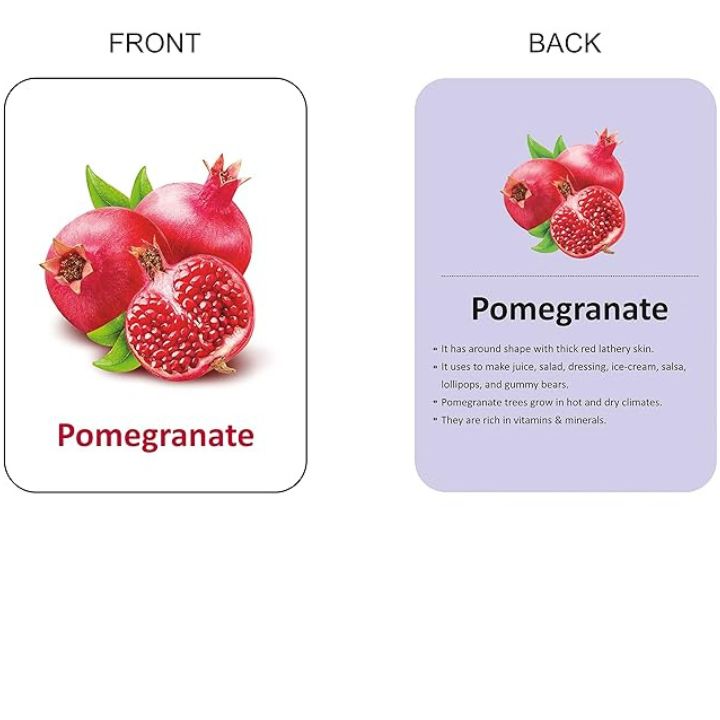 FRONT
BACK
Pomegranate
Pomegranate
It has around shape with thick red lathery skin.
It uses to make juice, salad, dressing, ice-cream, salsa,
lollipops, and gummy bears.
Pomegranate trees grow in hot and dry climates.
They are rich in vitamins & minerals.